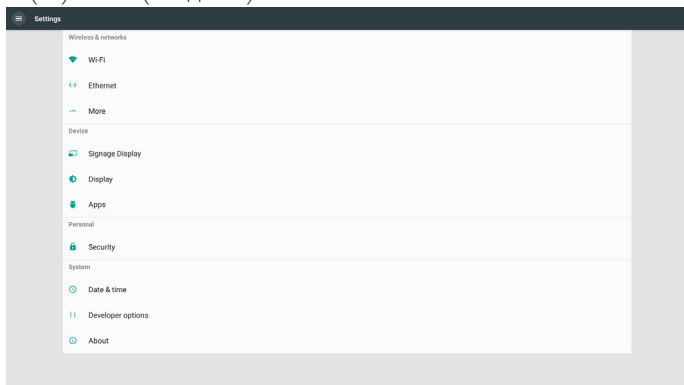 Settings
Wireless & networks
Wi-Fi
Ethernet
More
Device
Signage Display
Display
Apps
Personal
Security
System
Date & time
Developer options
About